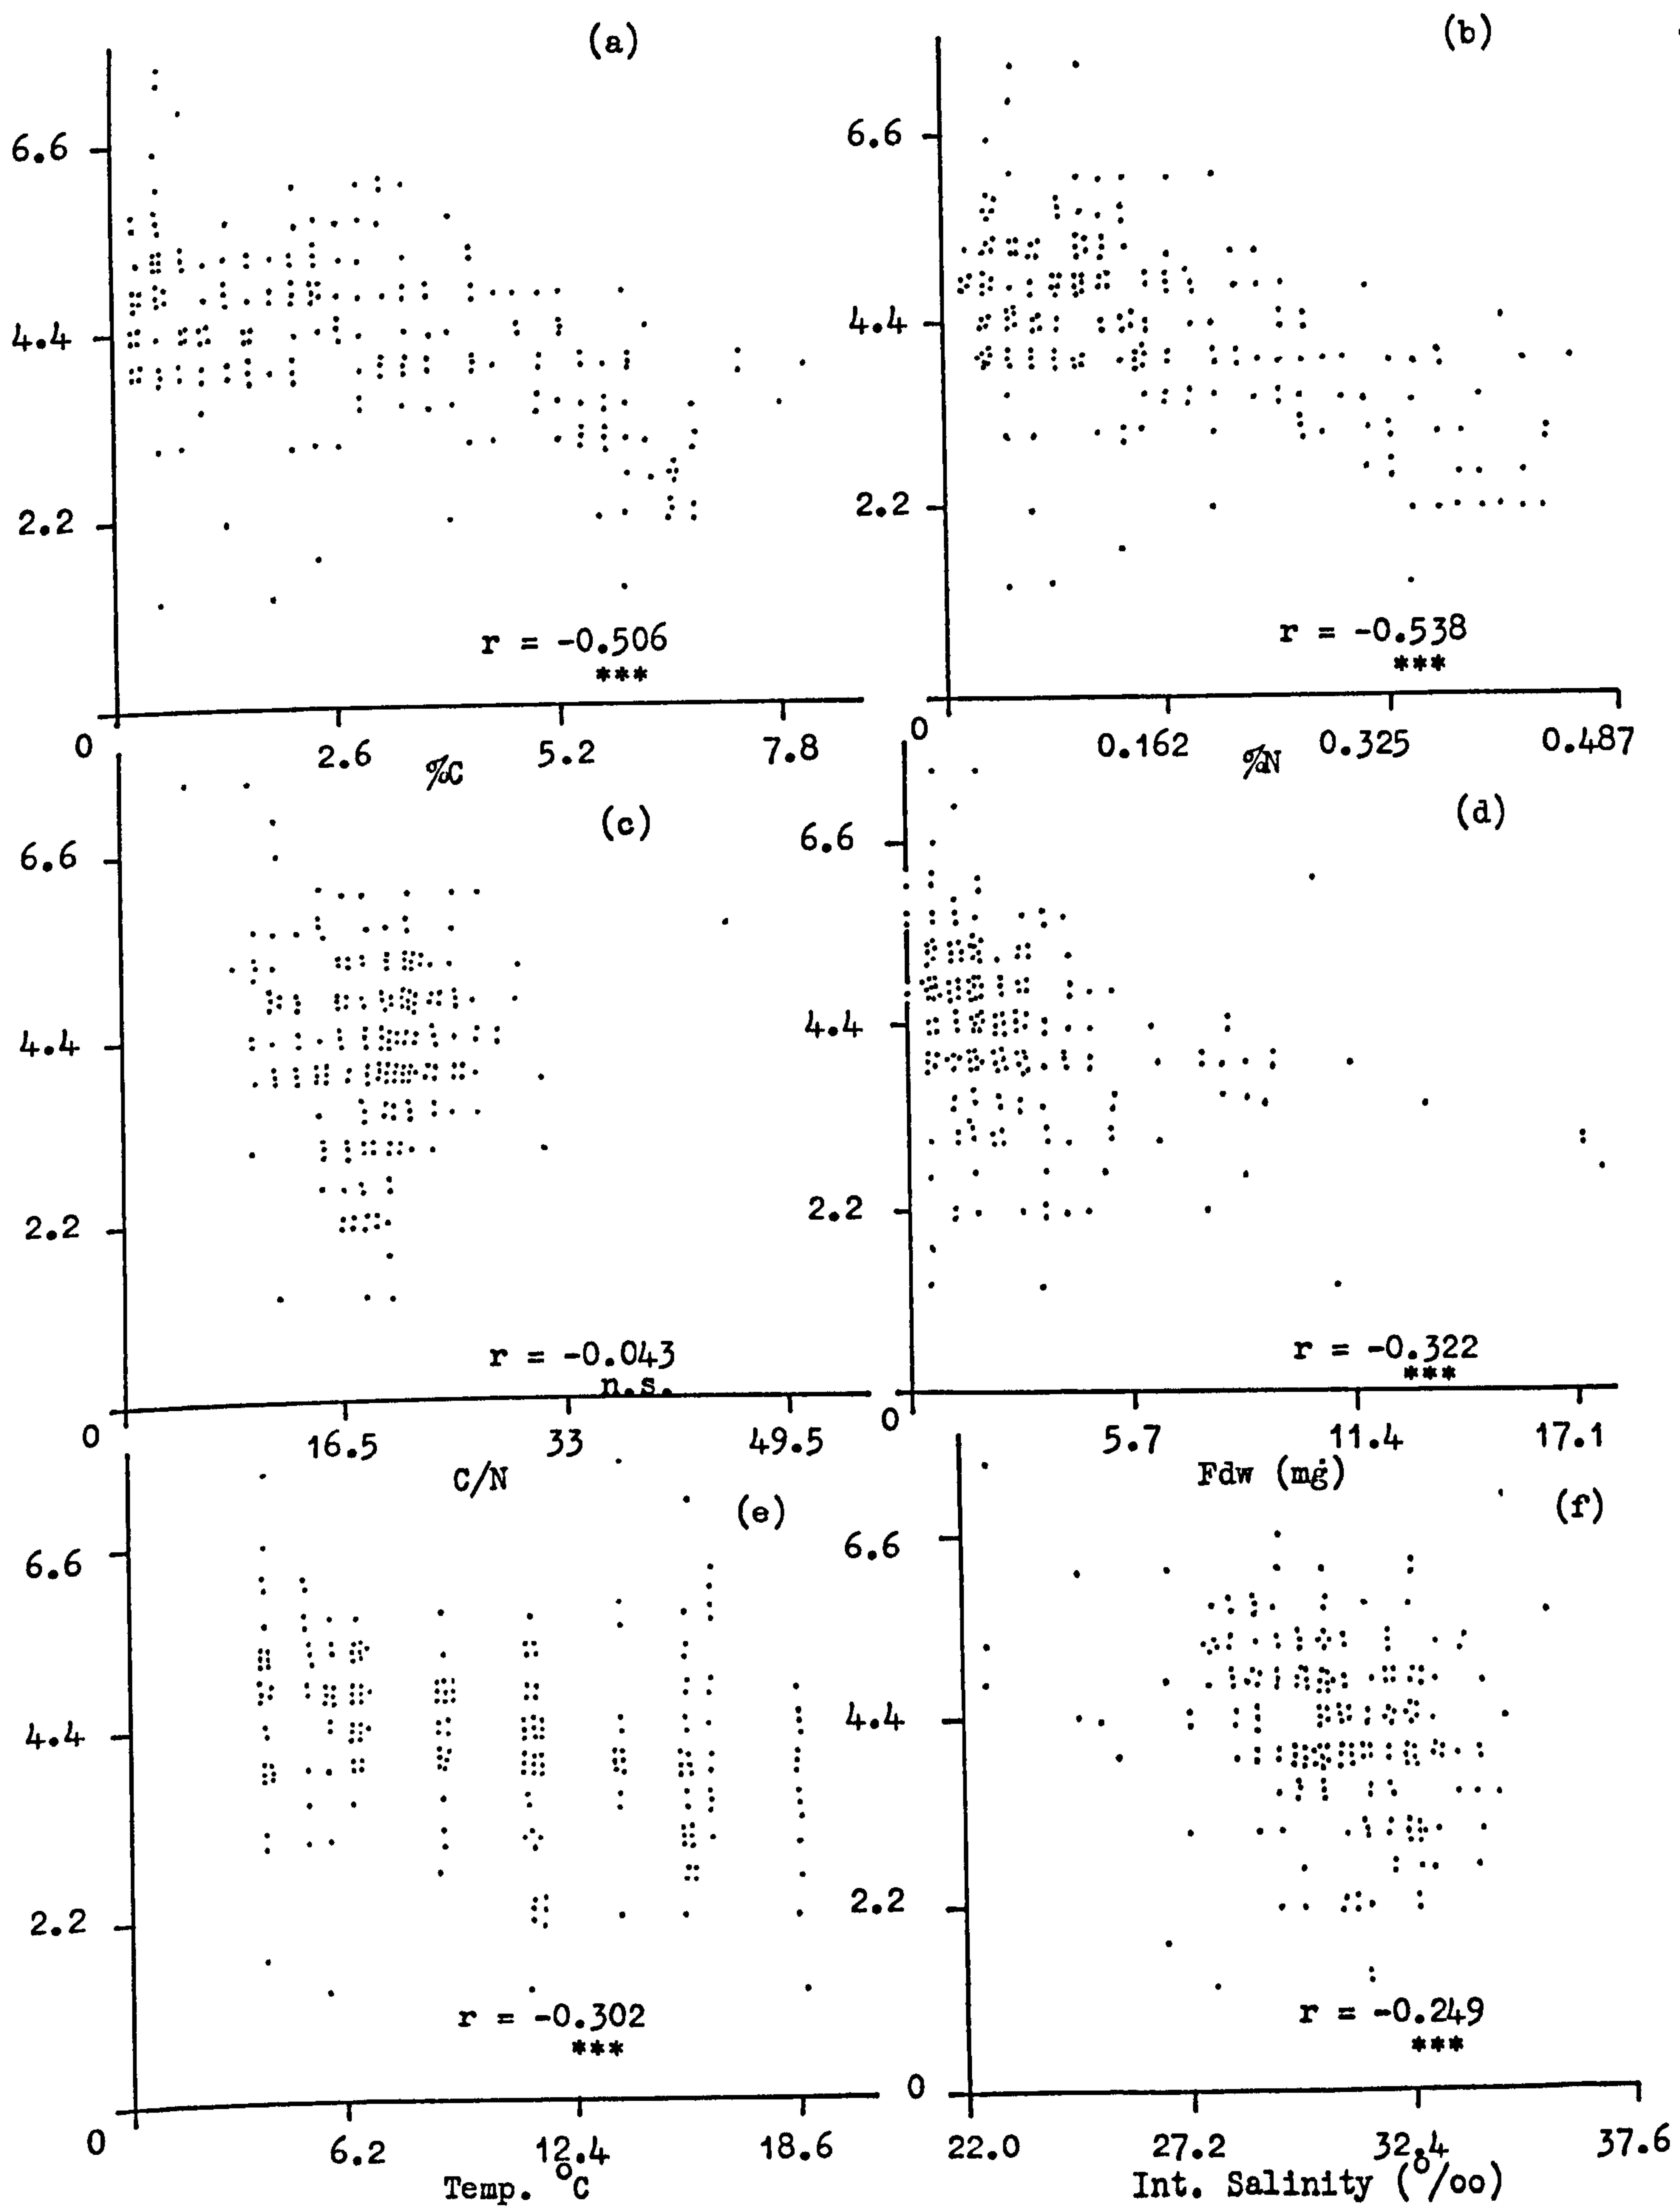 (a)
6.6
4.4
2.2
r = -0.506
***
0 2.6 5.2 7.8
%C
(b)
6.6
4.4
2.2
r = -0.538
***
0 0.162 0.325 0.487
%N
(c)
6.6
4.4
2.2
r = -0.043
n.s.
0 16.5 33 49.5
C/N
(d)
6.6
4.4
2.2
r = -0.322
***
0 5.7 11.4 17.1
Fdw (mg)
(e)
6.6
4.4
2.2
r = -0.302
***
0 6.2 12.4 18.6
Temp. °C
(f)
6.6
4.4
2.2
r = -0.249
***
0
22.0 27.2 32.4 37.6
Int. Salinity (°/oo)